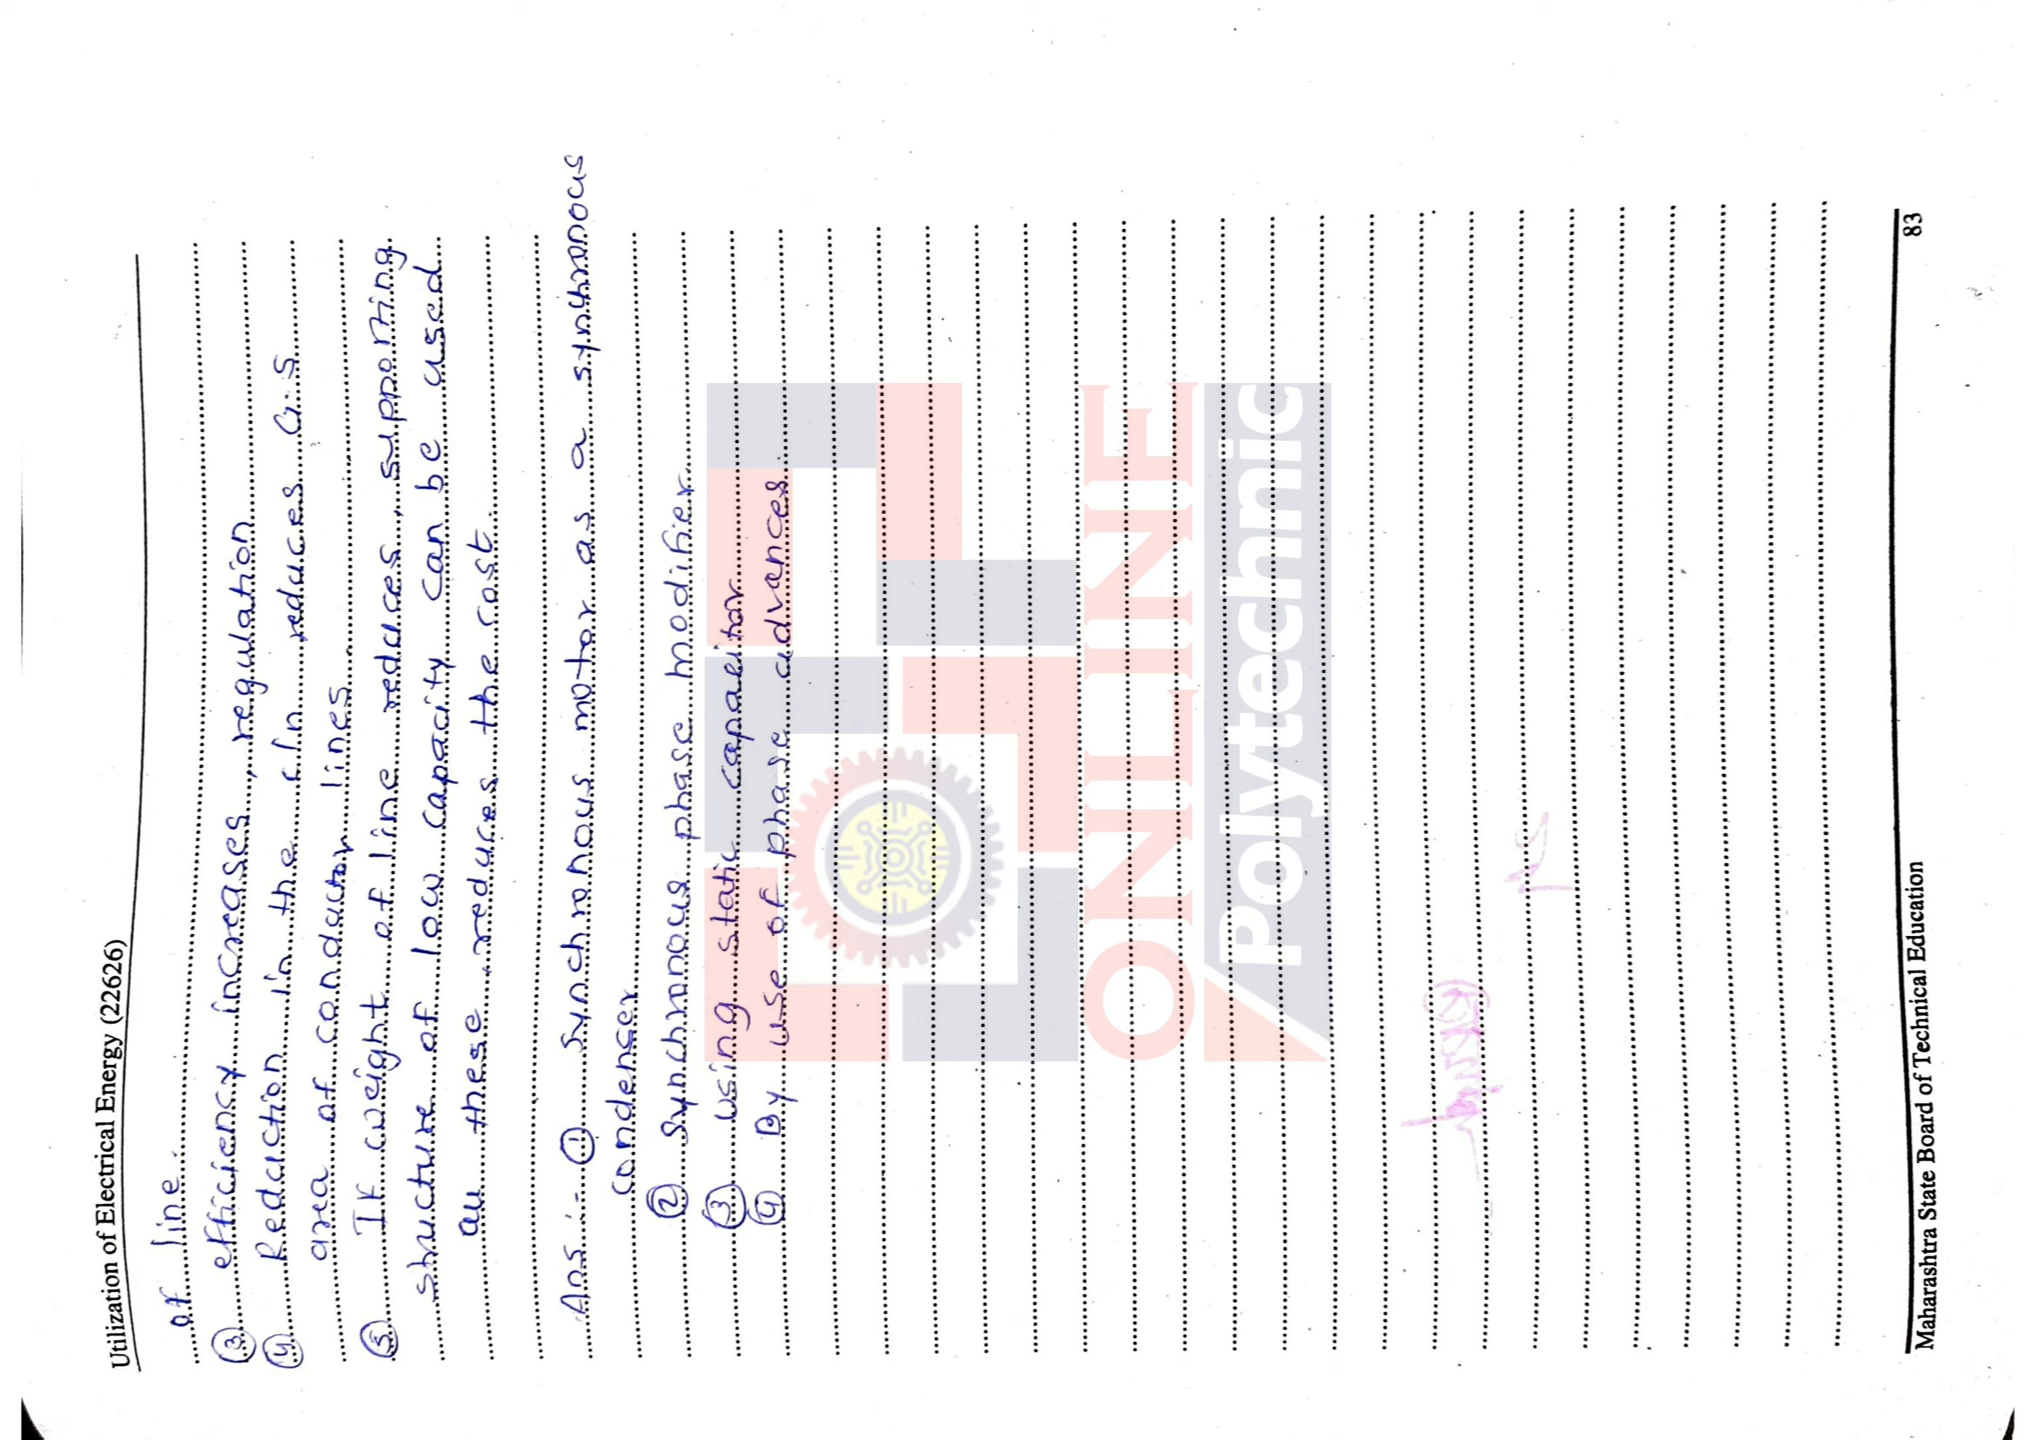 Utilization of Electrical Energy (22626)
of line.
③ efficiency increases, regulation
④ Reduction in the c/n reduces c.s
area of conductor lines.
⑤ If weight of line reduces, supporting
structure of low capacity can be used
all these reduces the cost.
Ans :- ① synchronous motor as a synchronous
condenser
② synchronous phase modifier
③ using static capacitor
④ By use of phase advances
ONLINE
Polytechnic
Maharashtra State Board of Technical Education 83